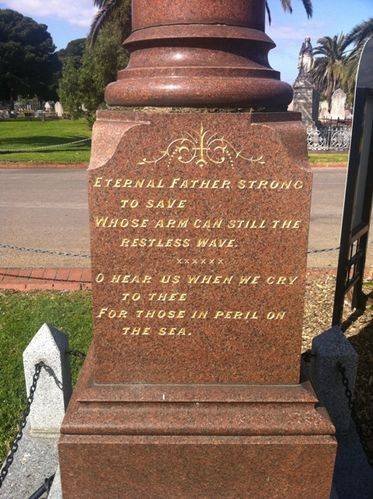 ETERNAL FATHER STRONG
TO SAVE
WHOSE ARM CAN STILL THE
RESTLESS WAVE.
xxxxxx
O HEAR US WHEN WE CRY
TO THEE
FOR THOSE IN PERIL ON
THE SEA.